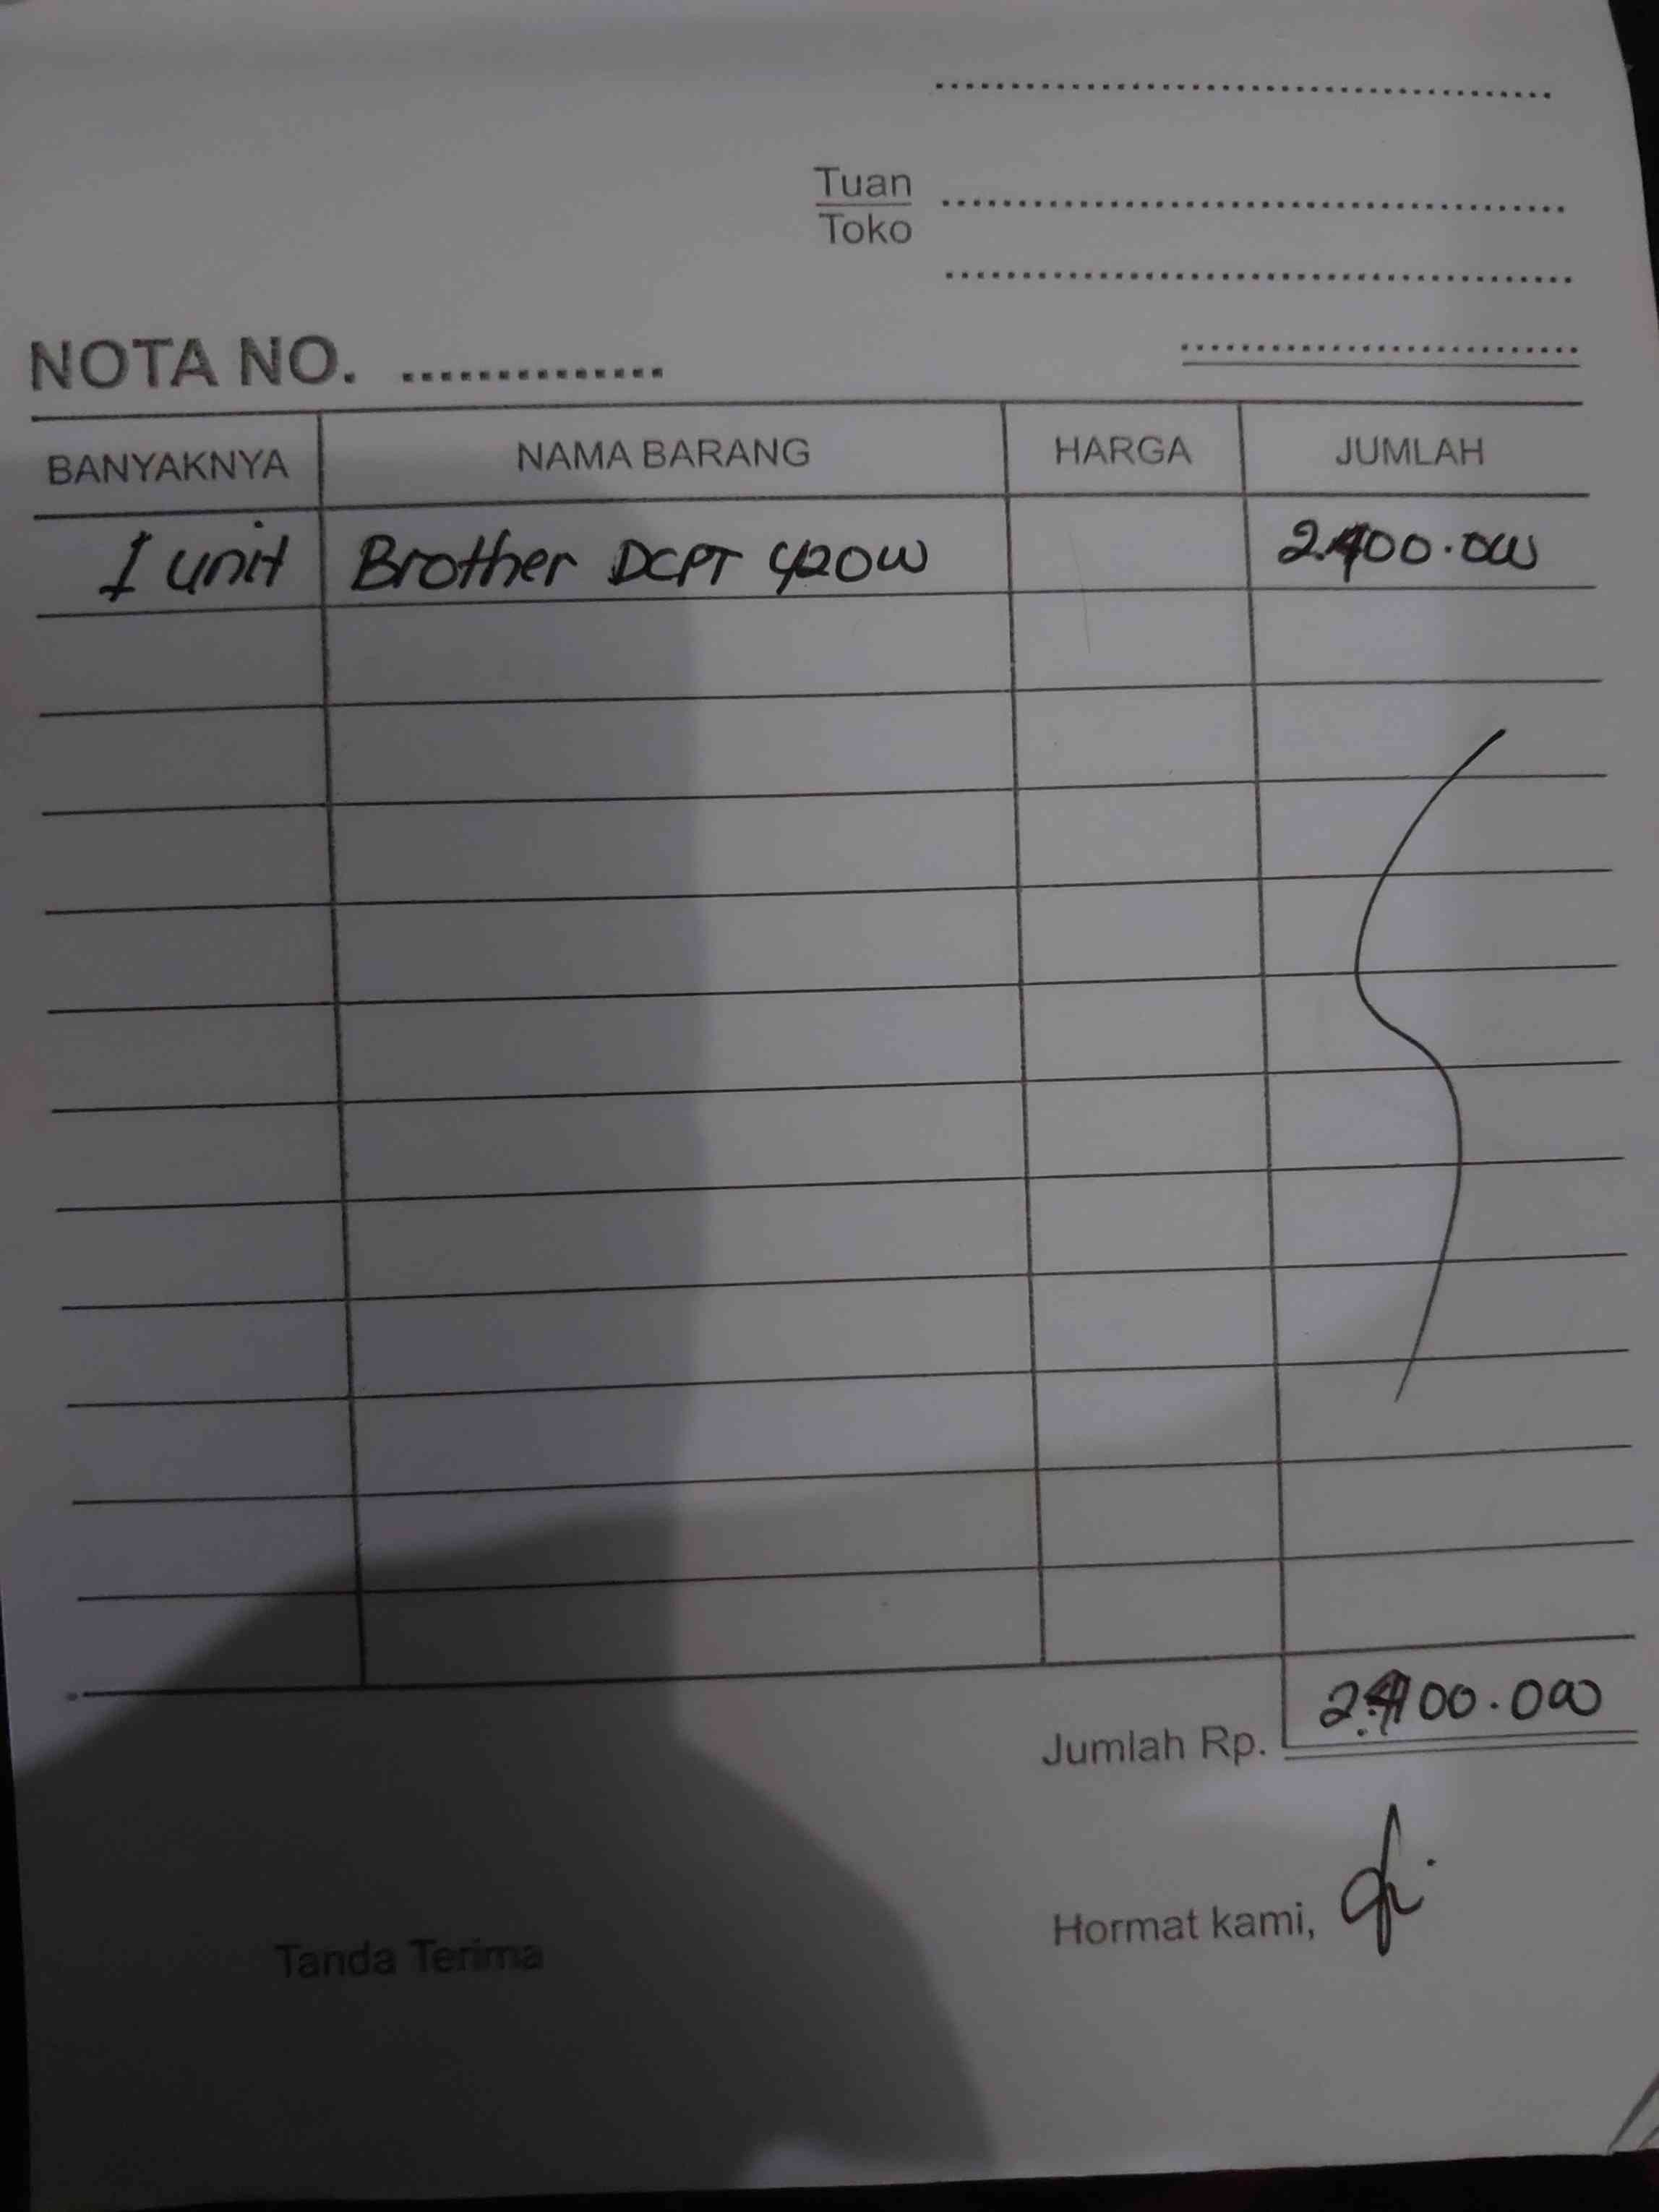 Tuan
Toko
NOTA NO.
BANYAKNYA NAMA BARANG HARGA JUMLAH
1 unit Brother DCPT 420W 2.400.000
Jumlah Rp. 2.400.000
Tanda Terima Hormat kami,